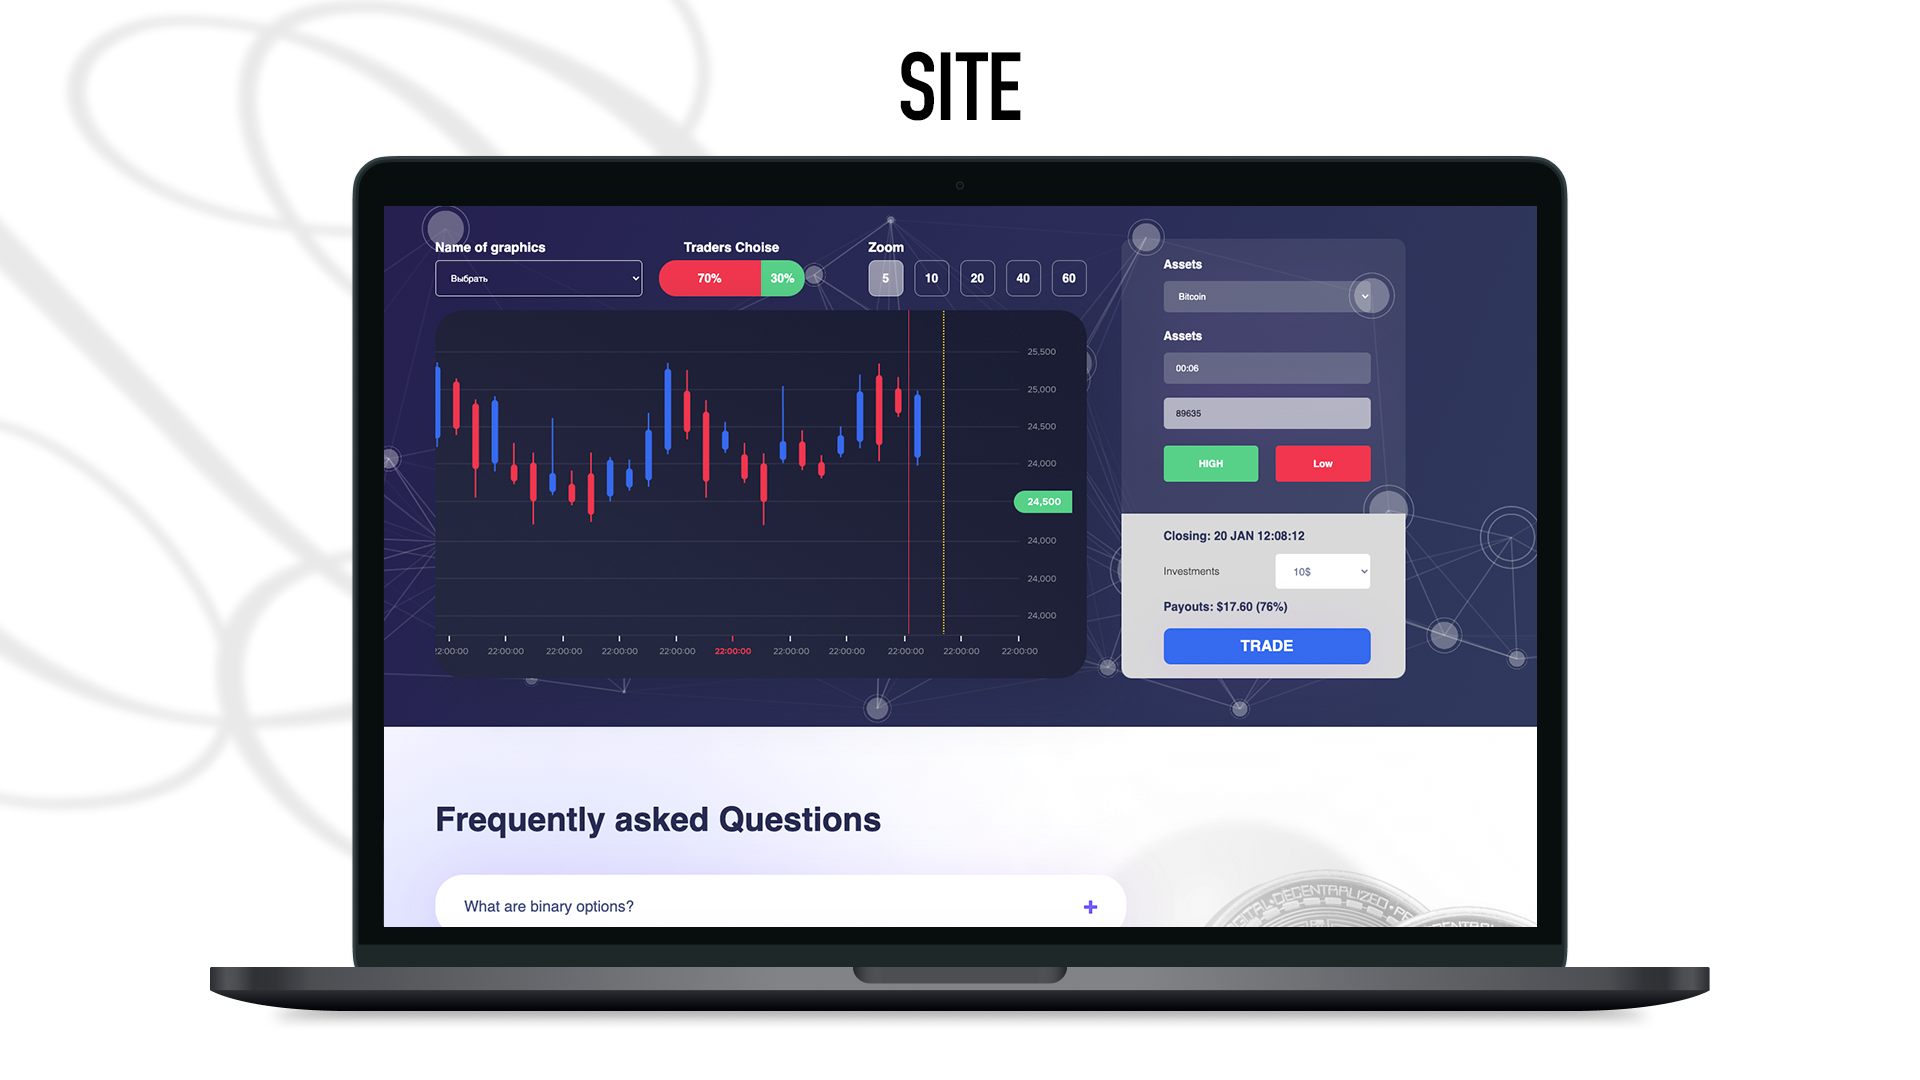 SITE
Name of graphics
Выбрать
Traders Choise
70% 30%
Zoom
5 10 20 40 60
25,500
25,000
24,500
24,000
24,500
24,000
24,000
24,000
22:00:00 22:00:00 22:00:00 22:00:00 22:00:00 22:00:00 22:00:00 22:00:00 22:00:00 22:00:00 22:00:00
Assets
Bitcoin
Assets
00:06
89635
HIGH Low
Closing: 20 JAN 12:08:12
Investments 10$
Payouts: $17.60 (76%)
TRADE
Frequently asked Questions
What are binary options? +
DECENTRALIZED